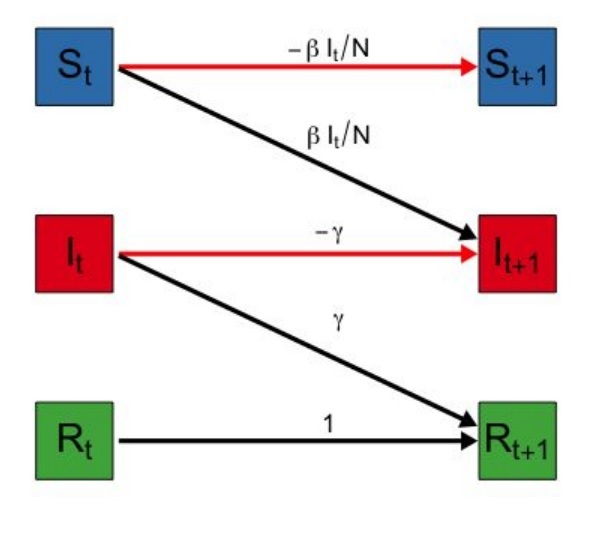 S_t
− β I_t/N
S_{t+1}
β I_t/N
I_t
− γ
I_{t+1}
γ
R_t
1
R_{t+1}